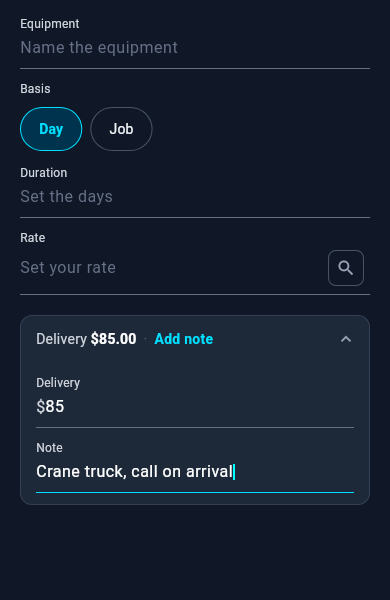 Equipment
Name the equipment
Basis
Day Job
Duration
Set the days
Rate
Set your rate
Delivery $85.00 · Add note
Delivery
$85
Note
Crane truck, call on arrival